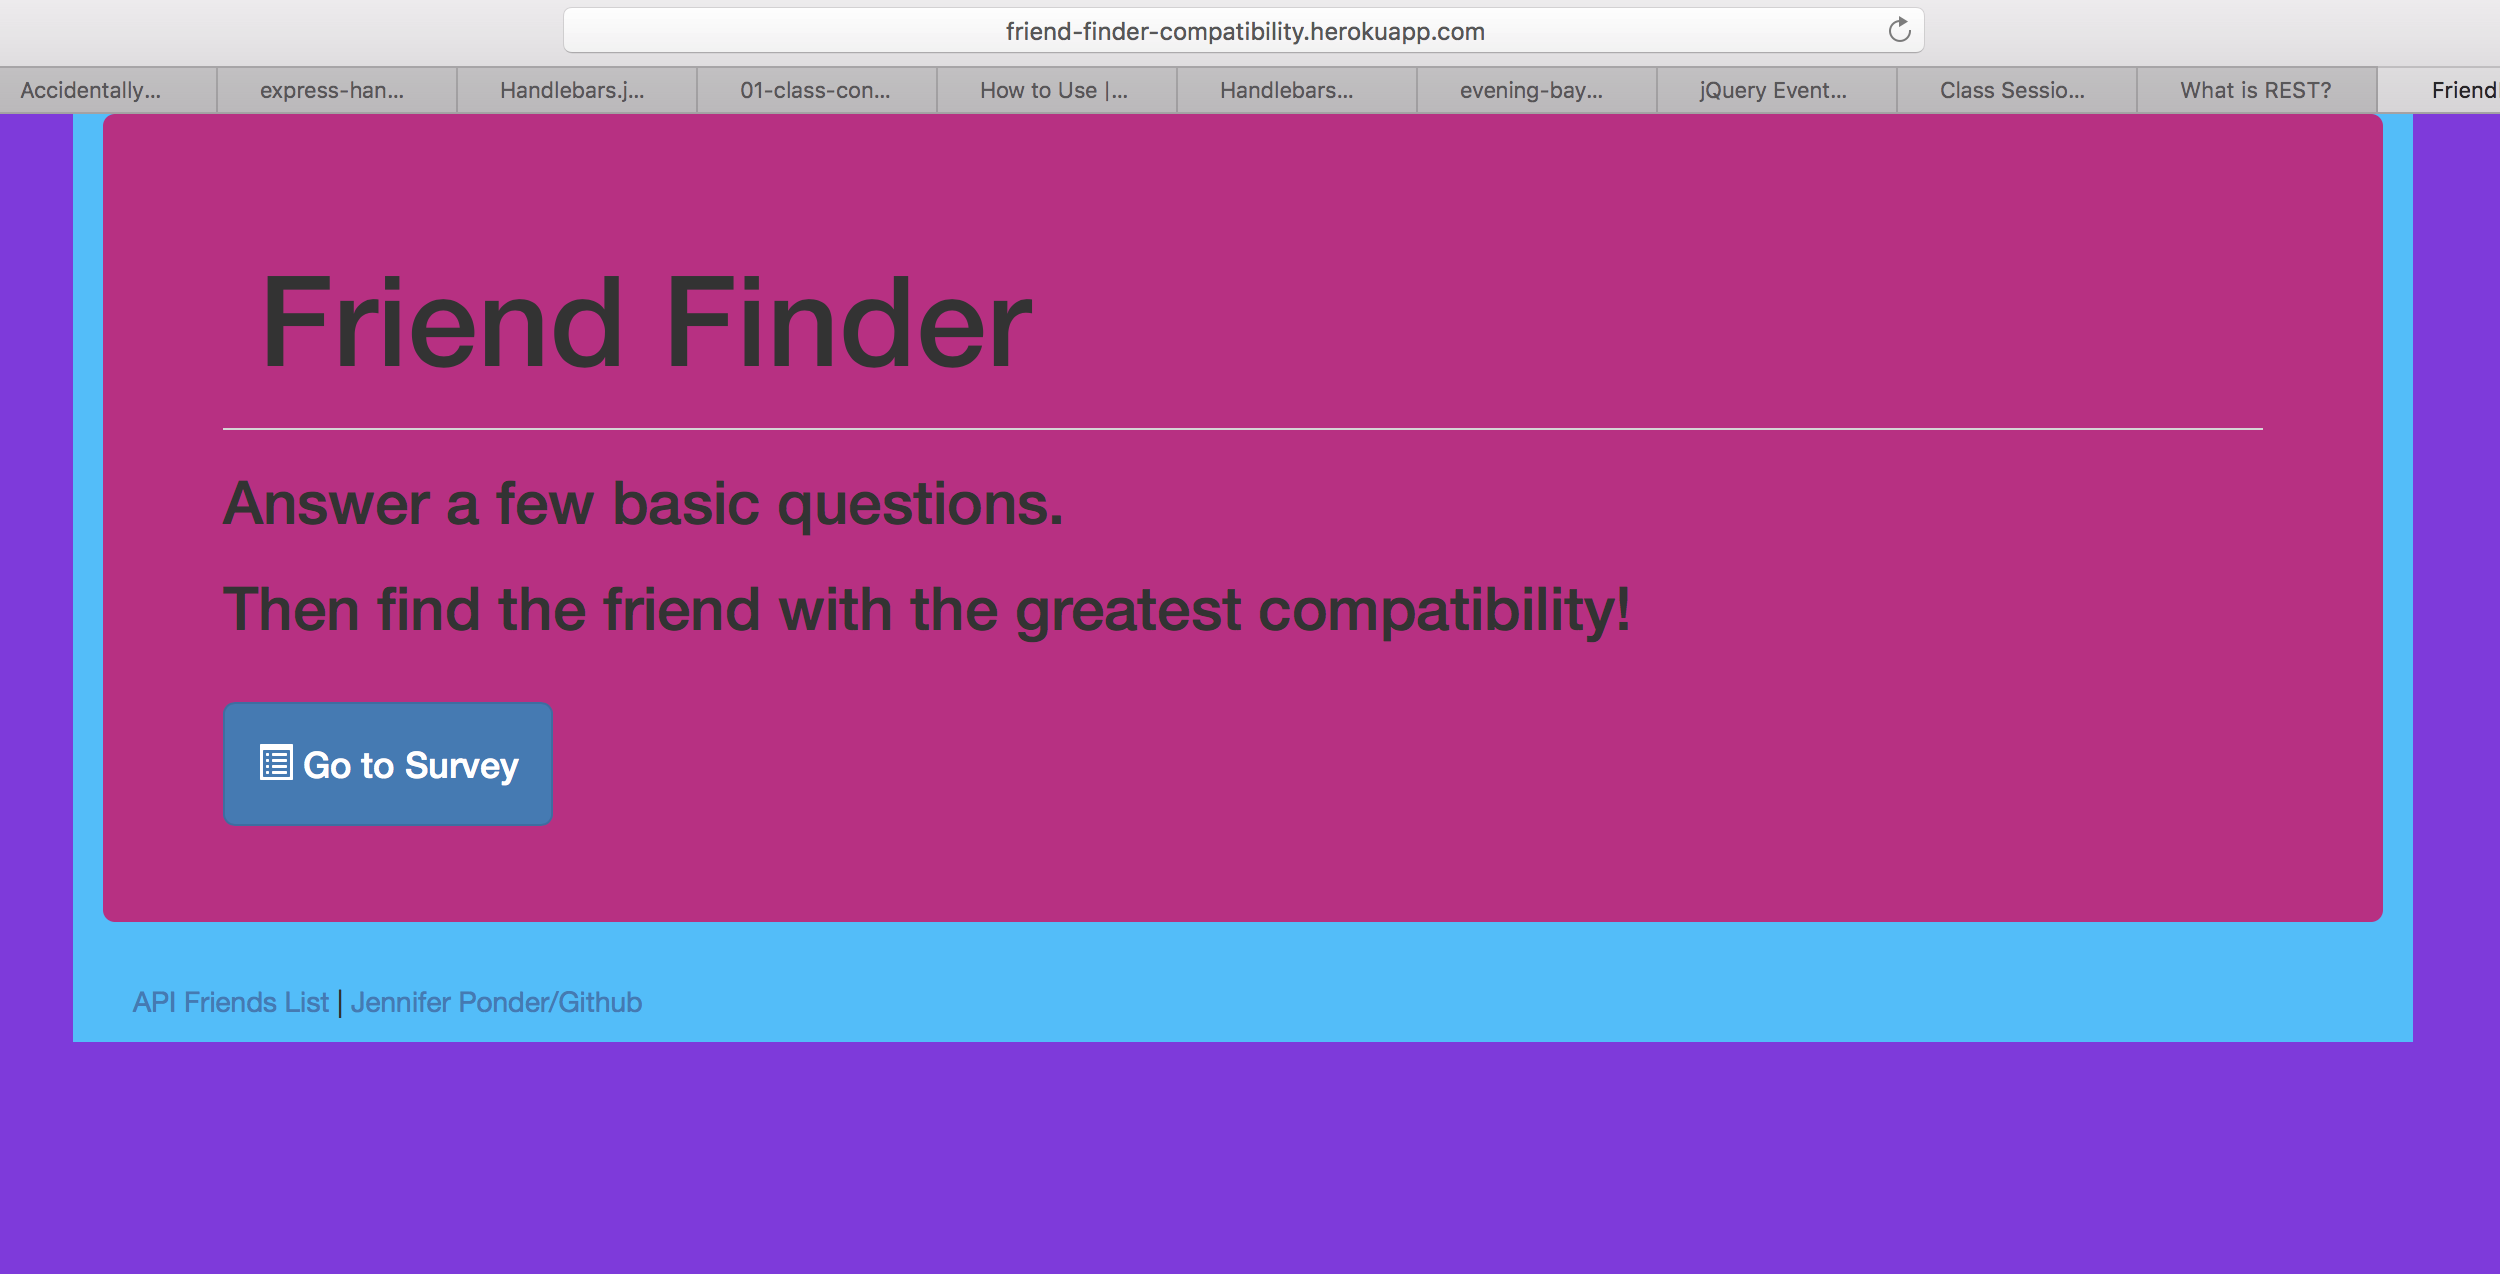 friend-finder-compatibility.herokuapp.com
Accidentally... express-han... Handlebars.j... 01-class-con... How to Use |... Handlebars... evening-bay... jQuery Event... Class Sessio... What is REST? Friend
Friend Finder
Answer a few basic questions.
Then find the friend with the greatest compatibility!
Go to Survey
API Friends List | Jennifer Ponder/Github